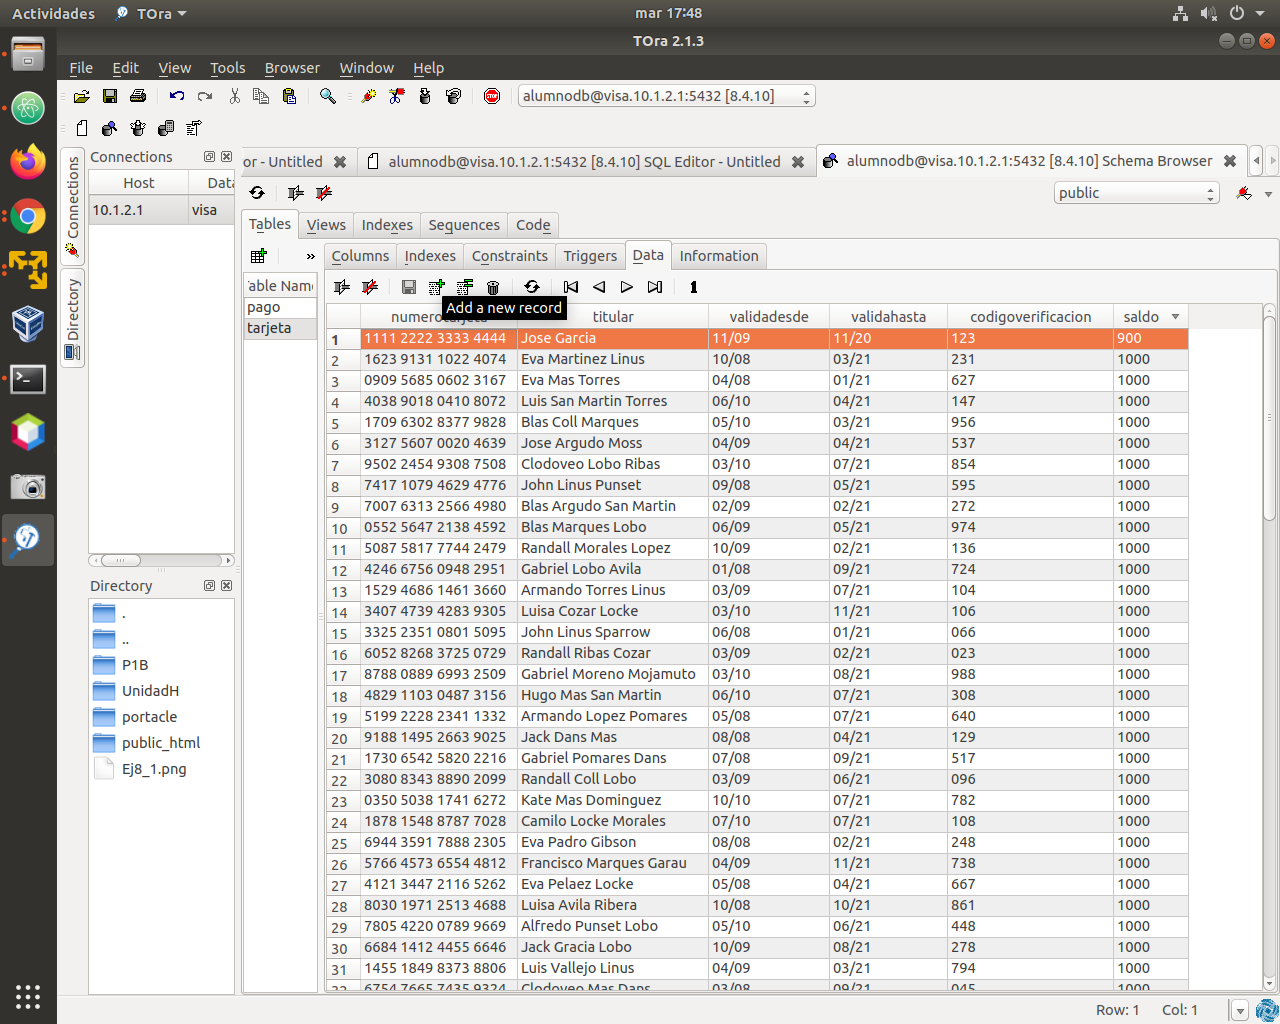 Actividades TOra mar 17:48
TOra 2.1.3
File Edit View Tools Browser Window Help
alumnodb@visa.10.1.2.1:5432 [8.4.10]
Connections
Directory
Connections
Host Data
10.1.2.1 visa
Directory
.
..
P1B
UnidadH
portacle
public_html
Ej8_1.png
or - Untitled alumnodb@visa.10.1.2.1:5432 [8.4.10] SQL Editor - Untitled alumnodb@visa.10.1.2.1:5432 [8.4.10] Schema Browser
public
Tables Views Indexes Sequences Code
» Columns Indexes Constraints Triggers Data Information
able Name
pago
tarjeta
1
Add a new record
numerotarjeta titular validadesde validahasta codigoverificacion saldo
1 1111 2222 3333 4444 Jose Garcia 11/09 11/20 123 900
2 1623 9131 1022 4074 Eva Martinez Linus 10/08 03/21 231 1000
3 0909 5685 0602 3167 Eva Mas Torres 04/08 01/21 627 1000
4 4038 9018 0410 8072 Luis San Martin Torres 06/10 04/21 147 1000
5 1709 6302 8377 9828 Blas Coll Marques 05/10 03/21 956 1000
6 3127 5607 0020 4639 Jose Argudo Moss 04/09 04/21 537 1000
7 9502 2454 9308 7508 Clodoveo Lobo Ribas 03/10 07/21 854 1000
8 7417 1079 4629 4776 John Linus Punset 09/08 05/21 595 1000
9 7007 6313 2566 4980 Blas Argudo San Martin 02/09 02/21 272 1000
10 0552 5647 2138 4592 Blas Marques Lobo 06/09 05/21 974 1000
11 5087 5817 7744 2479 Randall Morales Lopez 10/09 02/21 136 1000
12 4246 6756 0948 2951 Gabriel Lobo Avila 01/08 09/21 724 1000
13 1529 4686 1461 3660 Armando Torres Linus 03/09 07/21 104 1000
14 3407 4739 4283 9305 Luisa Cozar Locke 03/10 11/21 106 1000
15 3325 2351 0801 5095 John Linus Sparrow 06/08 01/21 066 1000
16 6052 8268 3725 0729 Randall Ribas Cozar 03/09 02/21 023 1000
17 8788 0889 6993 2509 Gabriel Moreno Mojamuto 03/10 08/21 988 1000
18 4829 1103 0487 3156 Hugo Mas San Martin 06/10 07/21 308 1000
19 5199 2228 2341 1332 Armando Lopez Pomares 05/08 07/21 640 1000
20 9188 1495 2663 9025 Jack Dans Mas 08/08 04/21 129 1000
21 1730 6542 5820 2216 Gabriel Pomares Dans 07/08 09/21 517 1000
22 3080 8343 8890 2099 Randall Coll Lobo 03/09 06/21 096 1000
23 0350 5038 1741 6272 Kate Mas Dominguez 10/10 07/21 782 1000
24 1878 1548 8787 7028 Camilo Locke Morales 07/10 07/21 108 1000
25 6944 3591 7888 2305 Eva Padro Gibson 08/08 02/21 248 1000
26 5766 4573 6554 4812 Francisco Marques Garau 04/09 11/21 738 1000
27 4121 3447 2116 5262 Eva Pelaez Locke 05/08 04/21 667 1000
28 8030 1971 2513 4688 Luisa Avila Ribera 10/08 10/21 861 1000
29 7805 4220 0789 9669 Alfredo Punset Lobo 05/10 06/21 448 1000
30 6684 1412 4455 6646 Jack Gracia Lobo 10/09 08/21 278 1000
31 1455 1849 8373 8806 Luis Vallejo Linus 04/09 03/21 794 1000
32 6754 7665 7435 9324 Clodoveo Mas Dans 03/08 09/21 045 1000
Row: 1 Col: 1